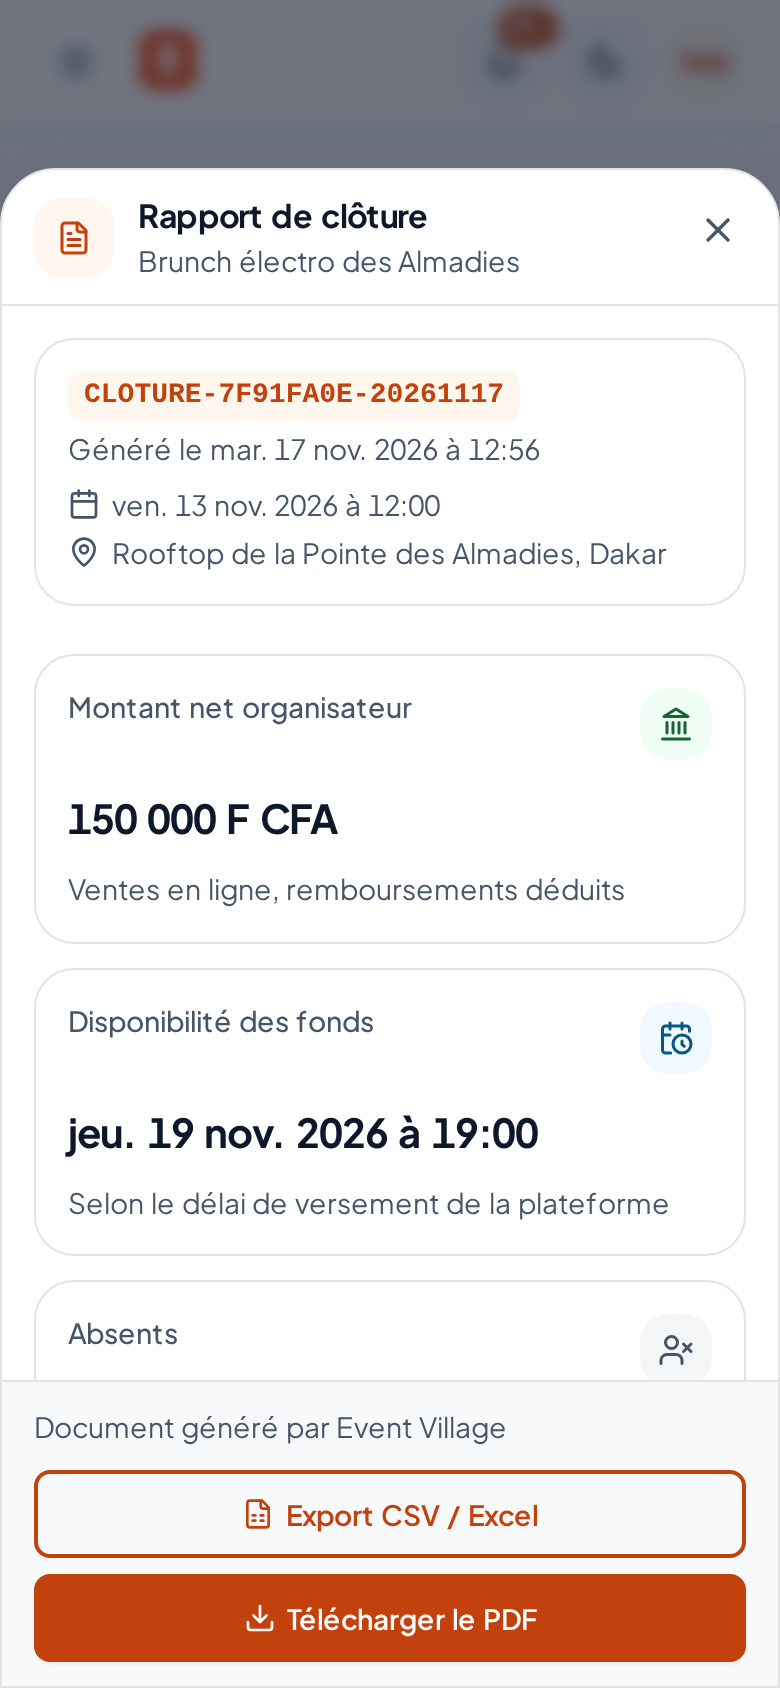 Rapport de clôture
Brunch électro des Almadies
CLOTURE-7F91FA0E-20261117
Généré le mar. 17 nov. 2026 à 12:56
ven. 13 nov. 2026 à 12:00
Rooftop de la Pointe des Almadies, Dakar
Montant net organisateur
150 000 F CFA
Ventes en ligne, remboursements déduits
Disponibilité des fonds
jeu. 19 nov. 2026 à 19:00
Selon le délai de versement de la plateforme
Absents
Document généré par Event Village
Export CSV / Excel
Télécharger le PDF